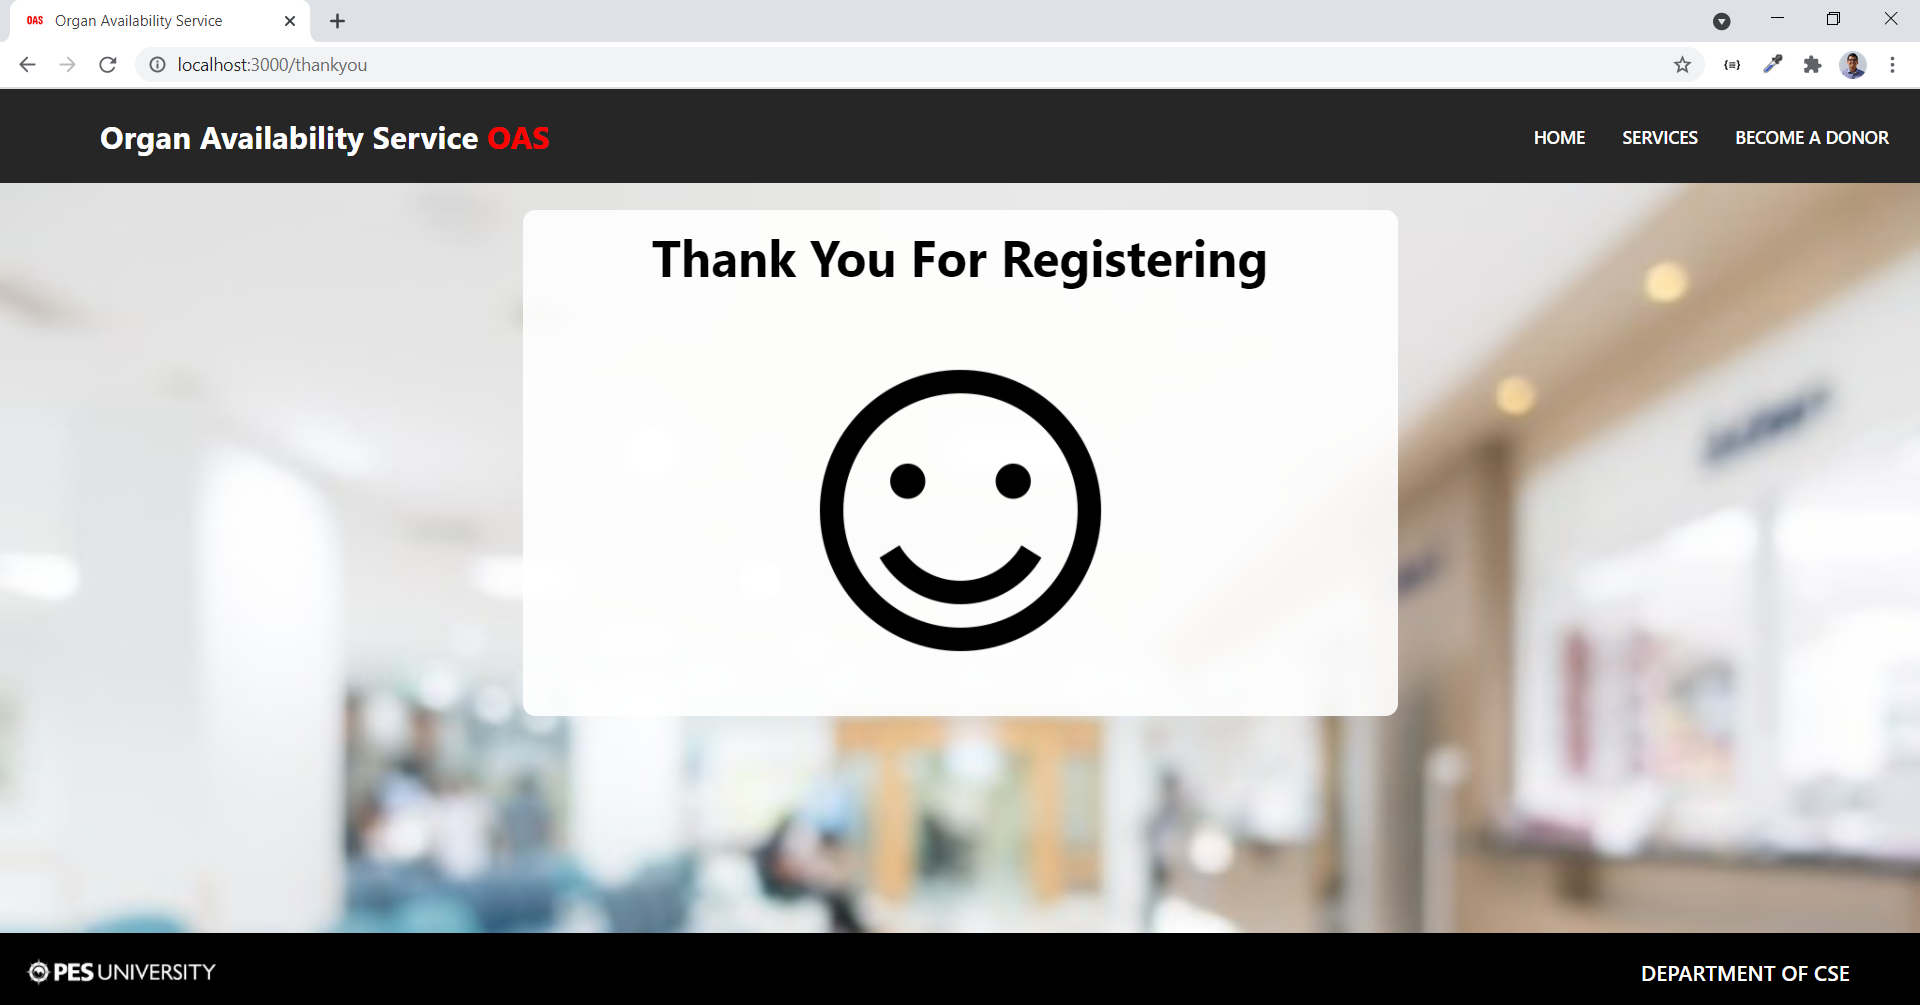 OAS Organ Availability Service
localhost:3000/thankyou
Organ Availability Service OAS
HOME SERVICES BECOME A DONOR
Thank You For Registering
PES UNIVERSITY
DEPARTMENT OF CSE